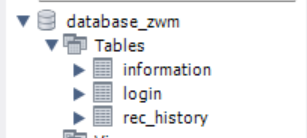 database_zwm
Tables
information
login
rec_history